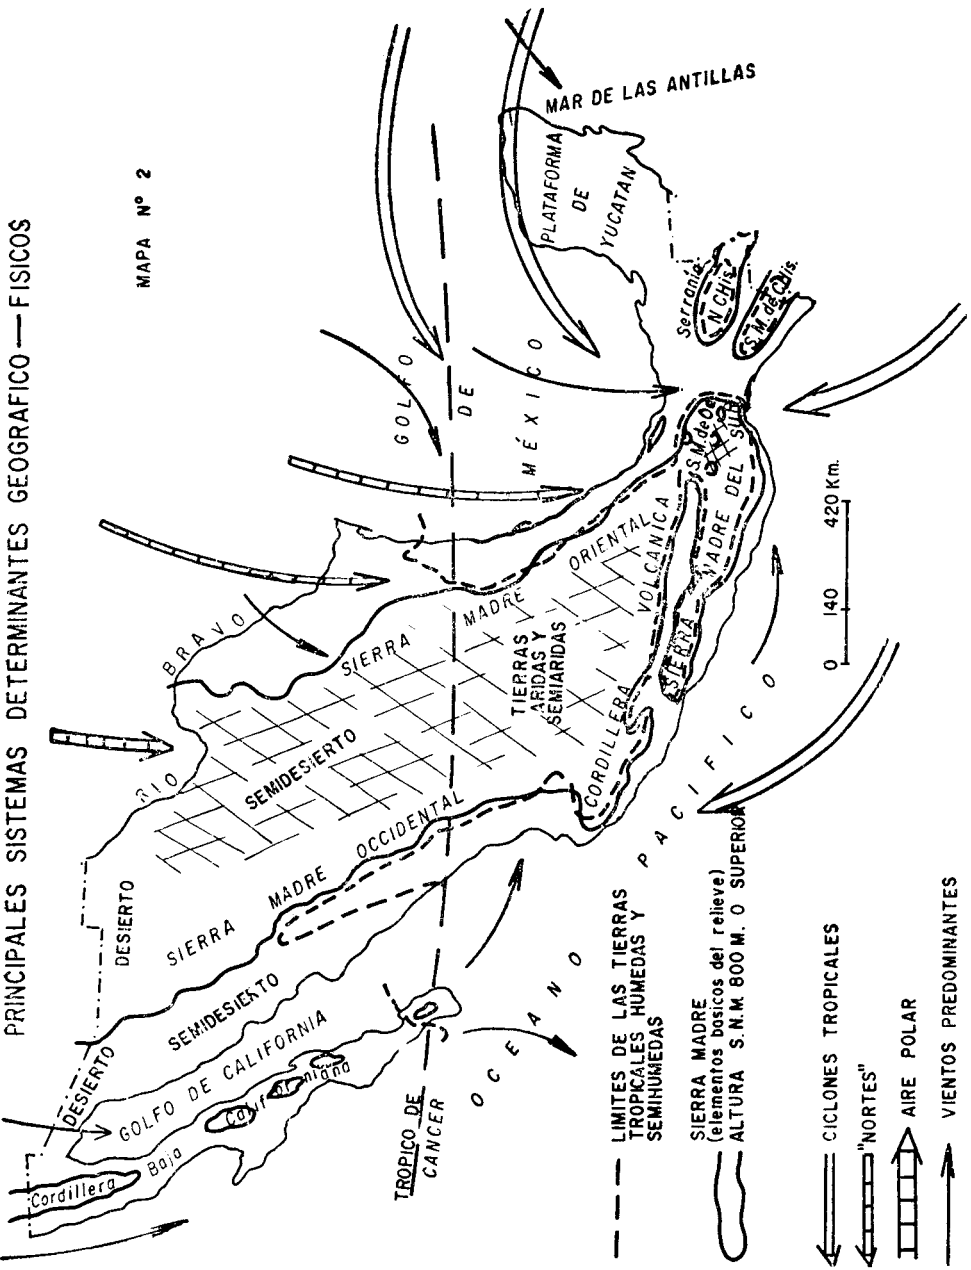 PRINCIPALES SISTEMAS DETERMINANTES GEOGRAFICO — FISICOS
MAPA Nº 2
MAR DE LAS ANTILLAS
PLATAFORMA
DE
YUCATAN
GOLFO
DE
MÉXICO
Serranía
N CHis.
S.M. de CHis.
RIO BRAVO
DESIERTO
DESIERTO
SEMIDESIERTO
SEMIDESIERTO
SIERRA MADRE ORIENTAL
SIERRA MADRE OCCIDENTAL
TIERRAS
ARIDAS Y
SEMIARIDAS
CORDILLERA VOLCANICA
S.M. de
SIERRA MADRE DEL SUR
GOLFO DE CALIFORNIA
Cordillera Baja Californiana
TROPICO DE
CANCER
OCEANO PACIFICO
0 140 420 Km.
LIMITES DE LAS TIERRAS
TROPICALES HUMEDAS Y
SEMIHUMEDAS
SIERRA MADRE
(elementos basicos del relieve)
ALTURA S.N.M. 800 M. O SUPERIOR
CICLONES TROPICALES
"NORTES"
AIRE POLAR
VIENTOS PREDOMINANTES